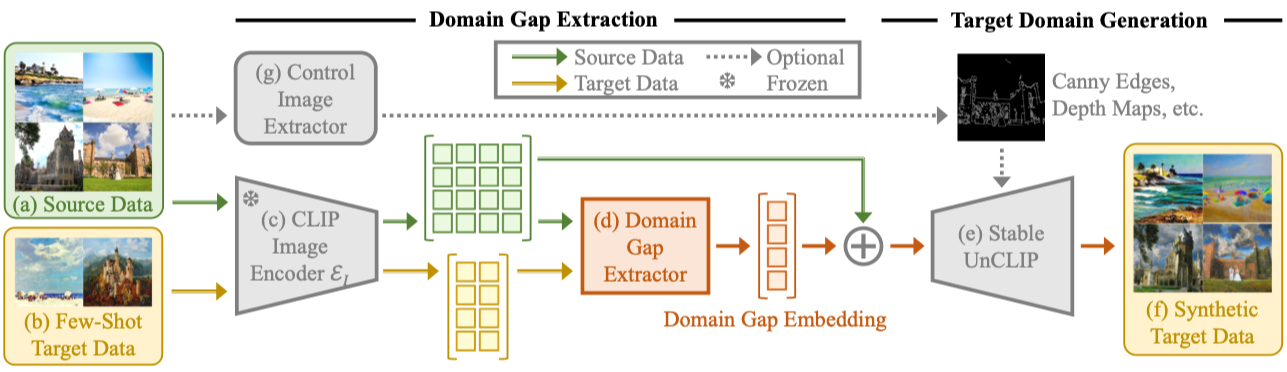 Domain Gap Extraction
Target Domain Generation
Source Data
Optional
Target Data
Frozen
(g) Control
Image
Extractor
Canny Edges,
Depth Maps, etc.
(a) Source Data
(c) CLIP
Image
Encoder ℰ_I
(d) Domain
Gap
Extractor
Domain Gap Embedding
(e) Stable
UnCLIP
(b) Few-Shot
Target Data
(f) Synthetic
Target Data